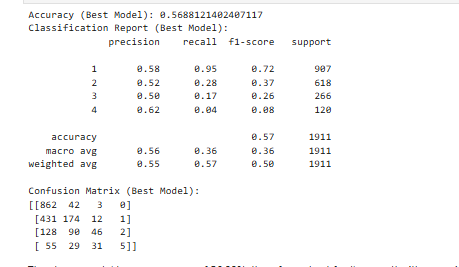 Accuracy (Best Model): 0.5688121402407117
Classification Report (Best Model):
precision recall f1-score support
1 0.58 0.95 0.72 907
2 0.52 0.28 0.37 618
3 0.50 0.17 0.26 266
4 0.62 0.04 0.08 120
accuracy 0.57 1911
macro avg 0.56 0.36 0.36 1911
weighted avg 0.55 0.57 0.50 1911
Confusion Matrix (Best Model):
[[862 42 3 0]
[431 174 12 1]
[128 90 46 2]
[ 55 29 31 5]]